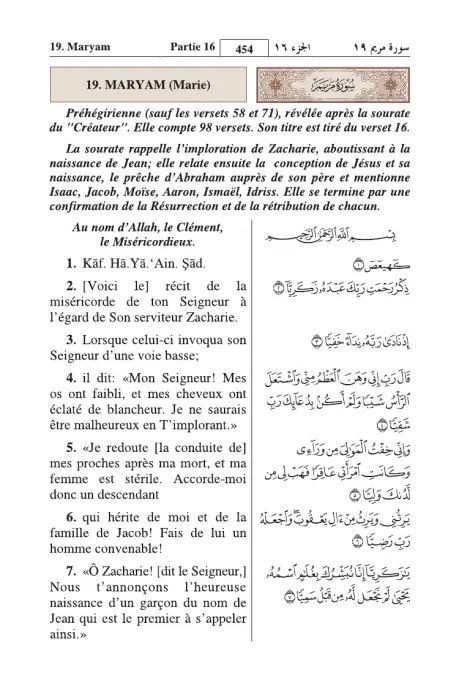 19. Maryam Partie 16 454 الجزء ١٦ سورة مريم ١٩
19. MARYAM (Marie)
سُورَةُ مَرْيَمَ
Préhégirienne (sauf les versets 58 et 71), révélée après la sourate
du "Créateur". Elle compte 98 versets. Son titre est tiré du verset 16.
La sourate rappelle l'imploration de Zacharie, aboutissant à la
naissance de Jean; elle relate ensuite la conception de Jésus et sa
naissance, le prêche d'Abraham auprès de son père et mentionne
Isaac, Jacob, Moïse, Aaron, Ismaël, Idriss. Elle se termine par une
confirmation de la Résurrection et de la rétribution de chacun.
Au nom d'Allah, le Clément,
le Miséricordieux.
1. Kāf. Hā.Yā.‘Ain. Ṣād.
2. [Voici le] récit de la
miséricorde de ton Seigneur à
l'égard de Son serviteur Zacharie.
3. Lorsque celui-ci invoqua son
Seigneur d'une voie basse;
4. il dit: «Mon Seigneur! Mes
os ont faibli, et mes cheveux ont
éclaté de blancheur. Je ne saurais
être malheureux en T'implorant.»
5. «Je redoute [la conduite de]
mes proches après ma mort, et ma
femme est stérile. Accorde-moi
donc un descendant
6. qui hérite de moi et de la
famille de Jacob! Fais de lui un
homme convenable!
7. «Ô Zacharie! [dit le Seigneur,]
Nous t'annonçons l'heureuse
naissance d'un garçon du nom de
Jean qui est le premier à s'appeler
ainsi.»
بِسْمِ اللَّهِ الرَّحْمَٰنِ الرَّحِيمِ
كٓهيعٓصٓ ١
ذِكْرُ رَحْمَتِ رَبِّكَ عَبْدَهُۥ زَكَرِيَّآ ٢
إِذْ نَادَىٰ رَبَّهُۥ نِدَآءً خَفِيًّا ٣
قَالَ رَبِّ إِنِّى وَهَنَ ٱلْعَظْمُ مِنِّى وَٱشْتَعَلَ
ٱلرَّأْسُ شَيْبًا وَلَمْ أَكُنۢ بِدُعَآئِكَ رَبِّ
شَقِيًّا ٤
وَإِنِّى خِفْتُ ٱلْمَوَٰلِىَ مِن وَرَآءِى
وَكَانَتِ ٱمْرَأَتِى عَاقِرًا فَهَبْ لِى مِن
لَّدُنكَ وَلِيًّا ٥
يَرِثُنِى وَيَرِثُ مِنْ ءَالِ يَعْقُوبَ ۖ وَٱجْعَلْهُ
رَبِّ رَضِيًّا ٦
يَٰزَكَرِيَّآ إِنَّا نُبَشِّرُكَ بِغُلَٰمٍ ٱسْمُهُۥ
يَحْيَىٰ لَمْ نَجْعَل لَّهُۥ مِن قَبْلُ سَمِيًّا ٧